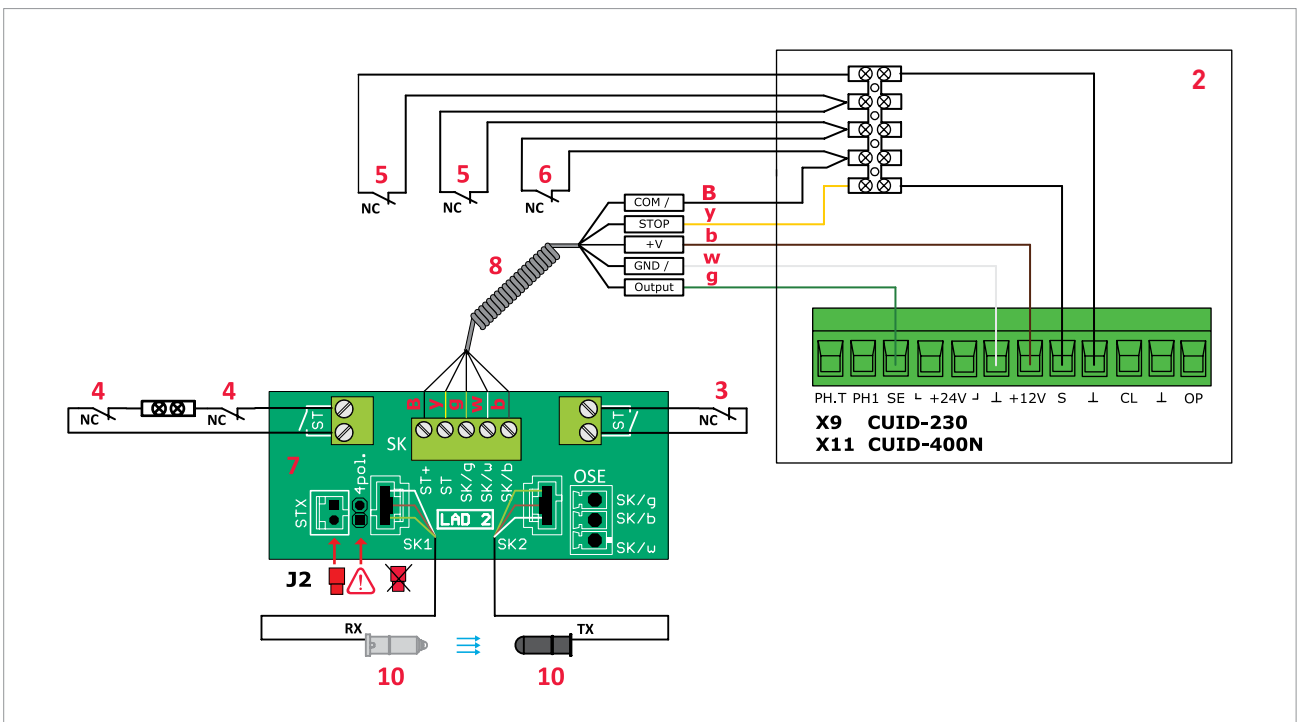 2
5
5
6
NC
NC
NC
COM /
B
STOP
y
+V
b
GND /
w
Output
g
8
PH.T PH1 SE ┗ +24V ┛ ⊥ +12V S ⊥ CL ⊥ OP
X9 CUID-230
X11 CUID-400N
4
4
3
NC
NC
NC
B y g w b
ST
ST
SK
7
4pol.
ST+ ST SK/g SK/w SK/b
OSE
STX
SK/g
LAD 2
SK/b
SK1
SK2
SK/w
J2
!
RX
TX
10
10